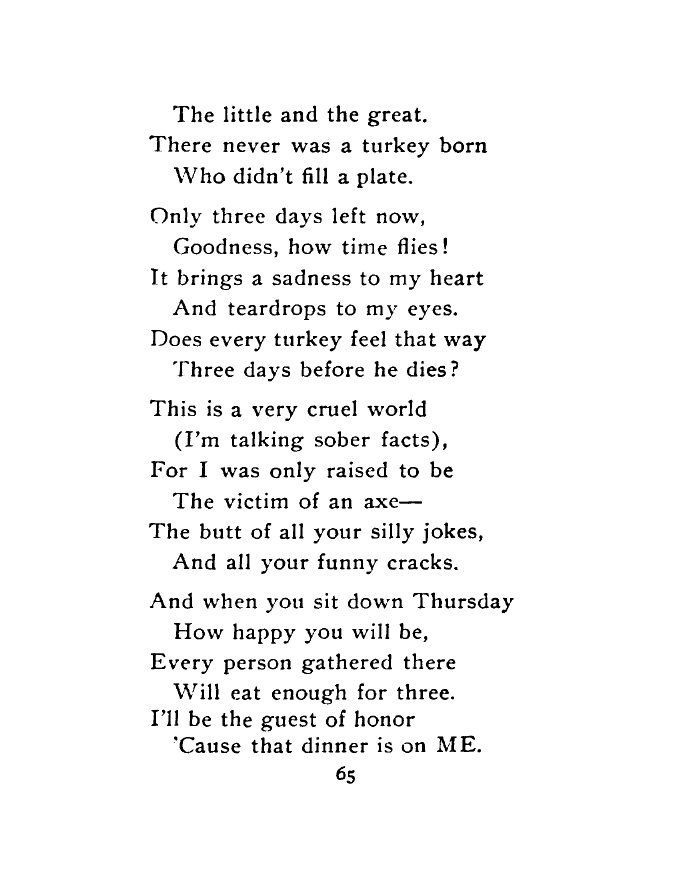 The little and the great.
There never was a turkey born
Who didn't fill a plate.
Only three days left now,
Goodness, how time flies!
It brings a sadness to my heart
And teardrops to my eyes.
Does every turkey feel that way
Three days before he dies?
This is a very cruel world
(I'm talking sober facts),
For I was only raised to be
The victim of an axe—
The butt of all your silly jokes,
And all your funny cracks.
And when you sit down Thursday
How happy you will be,
Every person gathered there
Will eat enough for three.
I'll be the guest of honor
'Cause that dinner is on ME.
65